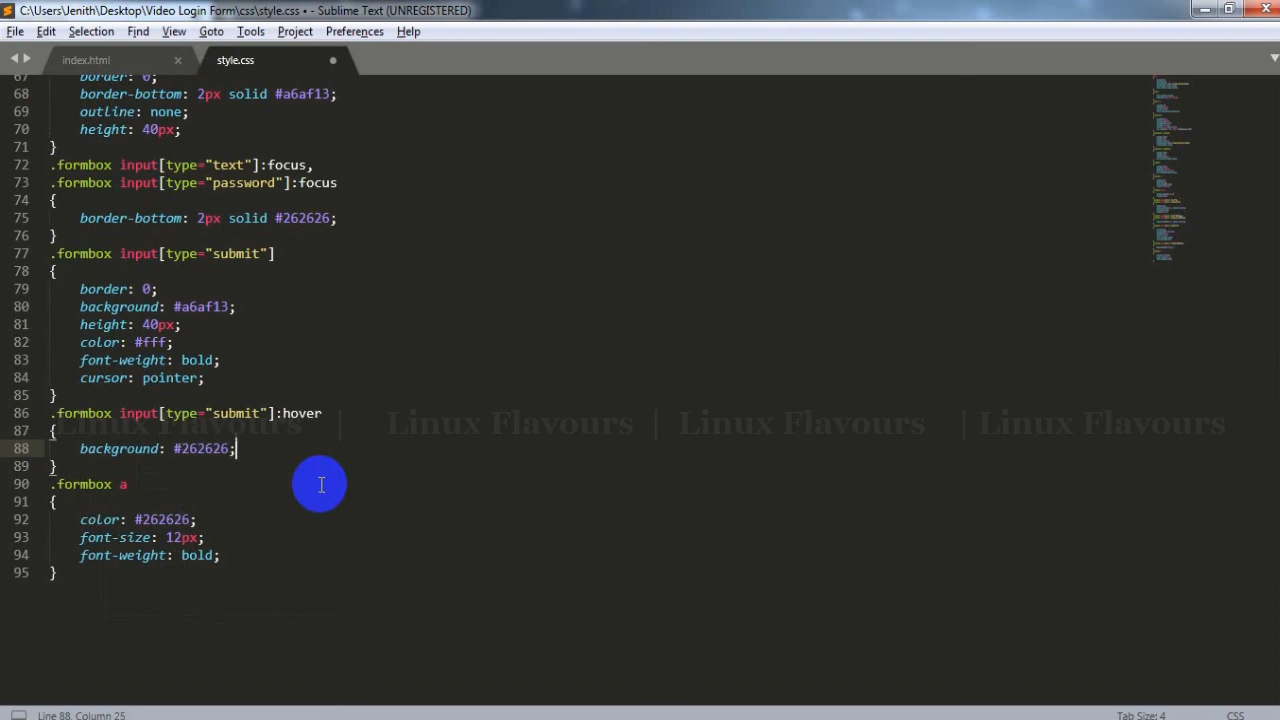 C:\Users\Jenith\Desktop\Video Login Form\css\style.css • - Sublime Text (UNREGISTERED)
File Edit Selection Find View Goto Tools Project Preferences Help
index.html style.css
67 border: 0;
68 border-bottom: 2px solid #a6af13;
69 outline: none;
70 height: 40px;
71 }
72 .formbox input[type="text"]:focus,
73 .formbox input[type="password"]:focus
74 {
75 border-bottom: 2px solid #262626;
76 }
77 .formbox input[type="submit"]
78 {
79 border: 0;
80 background: #a6af13;
81 height: 40px;
82 color: #fff;
83 font-weight: bold;
84 cursor: pointer;
85 }
86 .formbox input[type="submit"]:hover
Linux Flavours | Linux Flavours | Linux Flavours | Linux Flavours
87 {
88 background: #262626;
89 }
90 .formbox a
91 {
92 color: #262626;
93 font-size: 12px;
94 font-weight: bold;
95 }
Line 88, Column 25 Tab Size: 4 CSS